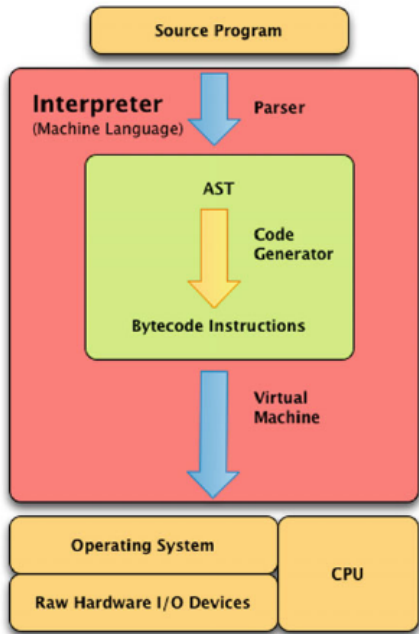 Source Program
Interpreter
(Machine Language)
Parser
AST
Code
Generator
Bytecode Instructions
Virtual
Machine
Operating System
CPU
Raw Hardware I/O Devices